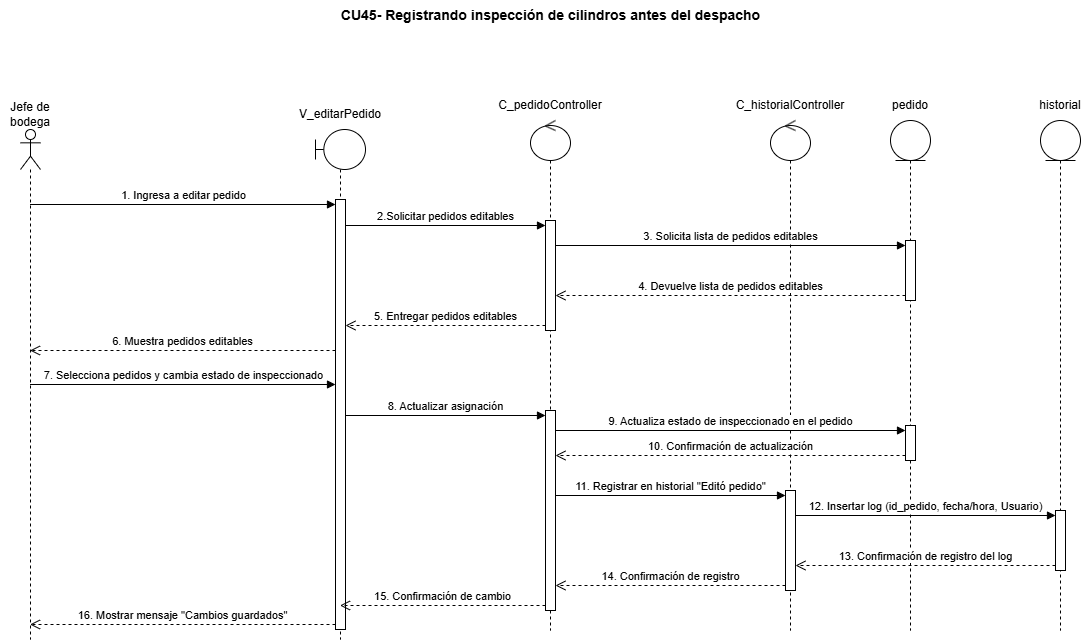 CU45- Registrando inspección de cilindros antes del despacho
Jefe de
bodega
V_editarPedido
C_pedidoController
C_historialController
pedido
historial
1. Ingresa a editar pedido
2.Solicitar pedidos editables
3. Solicita lista de pedidos editables
4. Devuelve lista de pedidos editables
5. Entregar pedidos editables
6. Muestra pedidos editables
7. Selecciona pedidos y cambia estado de inspeccionado
8. Actualizar asignación
9. Actualiza estado de inspeccionado en el pedido
10. Confirmación de actualización
11. Registrar en historial "Editó pedido"
12. Insertar log (id_pedido, fecha/hora, Usuario)
13. Confirmación de registro del log
14. Confirmación de registro
15. Confirmación de cambio
16. Mostrar mensaje "Cambios guardados"